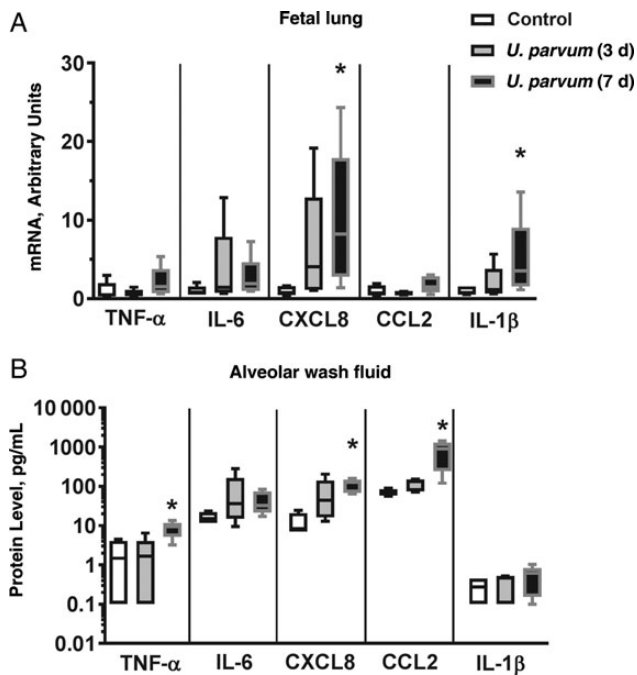 A
Fetal lung
Control
U. parvum (3 d)
U. parvum (7 d)
mRNA, Arbitrary Units
30
20
10
0
*
*
TNF-α IL-6 CXCL8 CCL2 IL-1β
B
Alveolar wash fluid
Protein Level, pg/mL
10 000
1000
100
10
1
0.1
0.01
*
*
*
TNF-α IL-6 CXCL8 CCL2 IL-1β